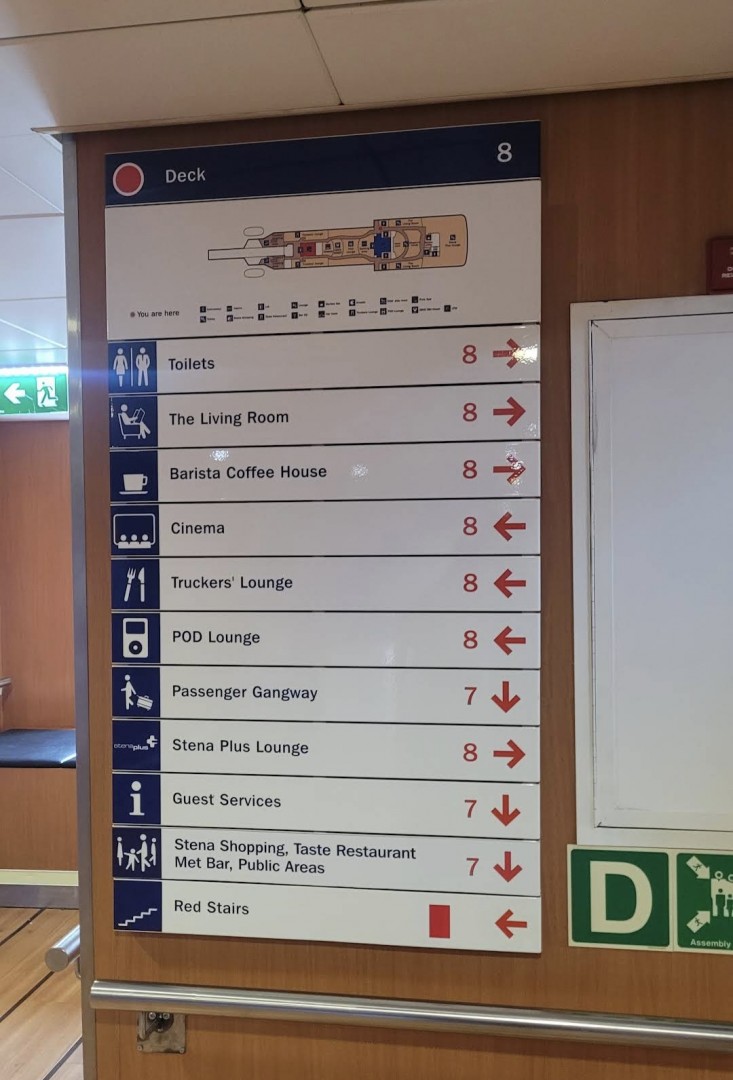 Deck 8
You are here
Toilets 8
The Living Room 8
Barista Coffee House 8
Cinema 8
Truckers' Lounge 8
POD Lounge 8
Passenger Gangway 7
stenaplus
Stena Plus Lounge 8
Guest Services 7
Stena Shopping, Taste Restaurant
Met Bar, Public Areas 7
Red Stairs
D
Assembly